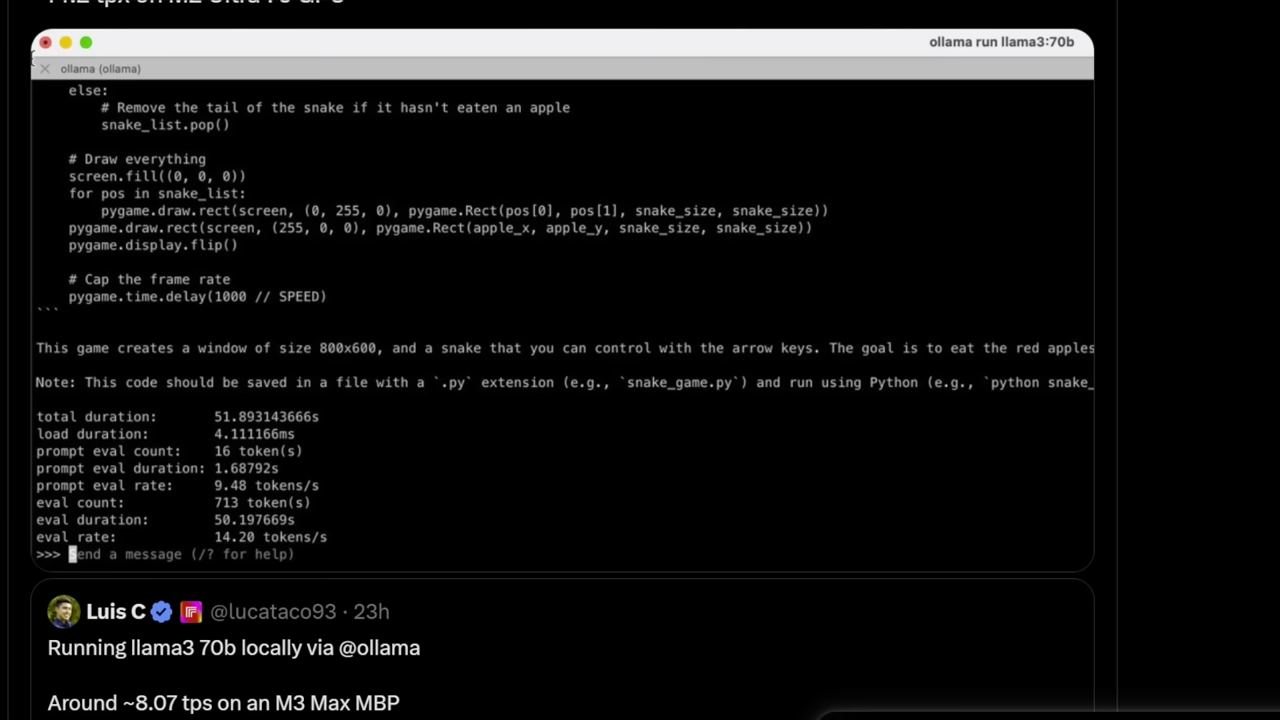 ollama run llama3:70b
ollama (ollama)
else:
# Remove the tail of the snake if it hasn't eaten an apple
snake_list.pop()
# Draw everything
screen.fill((0, 0, 0))
for pos in snake_list:
pygame.draw.rect(screen, (0, 255, 0), pygame.Rect(pos[0], pos[1], snake_size, snake_size))
pygame.draw.rect(screen, (255, 0, 0), pygame.Rect(apple_x, apple_y, snake_size, snake_size))
pygame.display.flip()
# Cap the frame rate
pygame.time.delay(1000 // SPEED)
```
This game creates a window of size 800x600, and a snake that you can control with the arrow keys. The goal is to eat the red apples
Note: This code should be saved in a file with a `.py` extension (e.g., `snake_game.py`) and run using Python (e.g., `python snake_
total duration: 51.893143666s
load duration: 4.111166ms
prompt eval count: 16 token(s)
prompt eval duration: 1.68792s
prompt eval rate: 9.48 tokens/s
eval count: 713 token(s)
eval duration: 50.197669s
eval rate: 14.20 tokens/s
>>> Send a message (/? for help)
Luis C @lucataco93 · 23h
Running llama3 70b locally via @ollama
Around ~8.07 tps on an M3 Max MBP